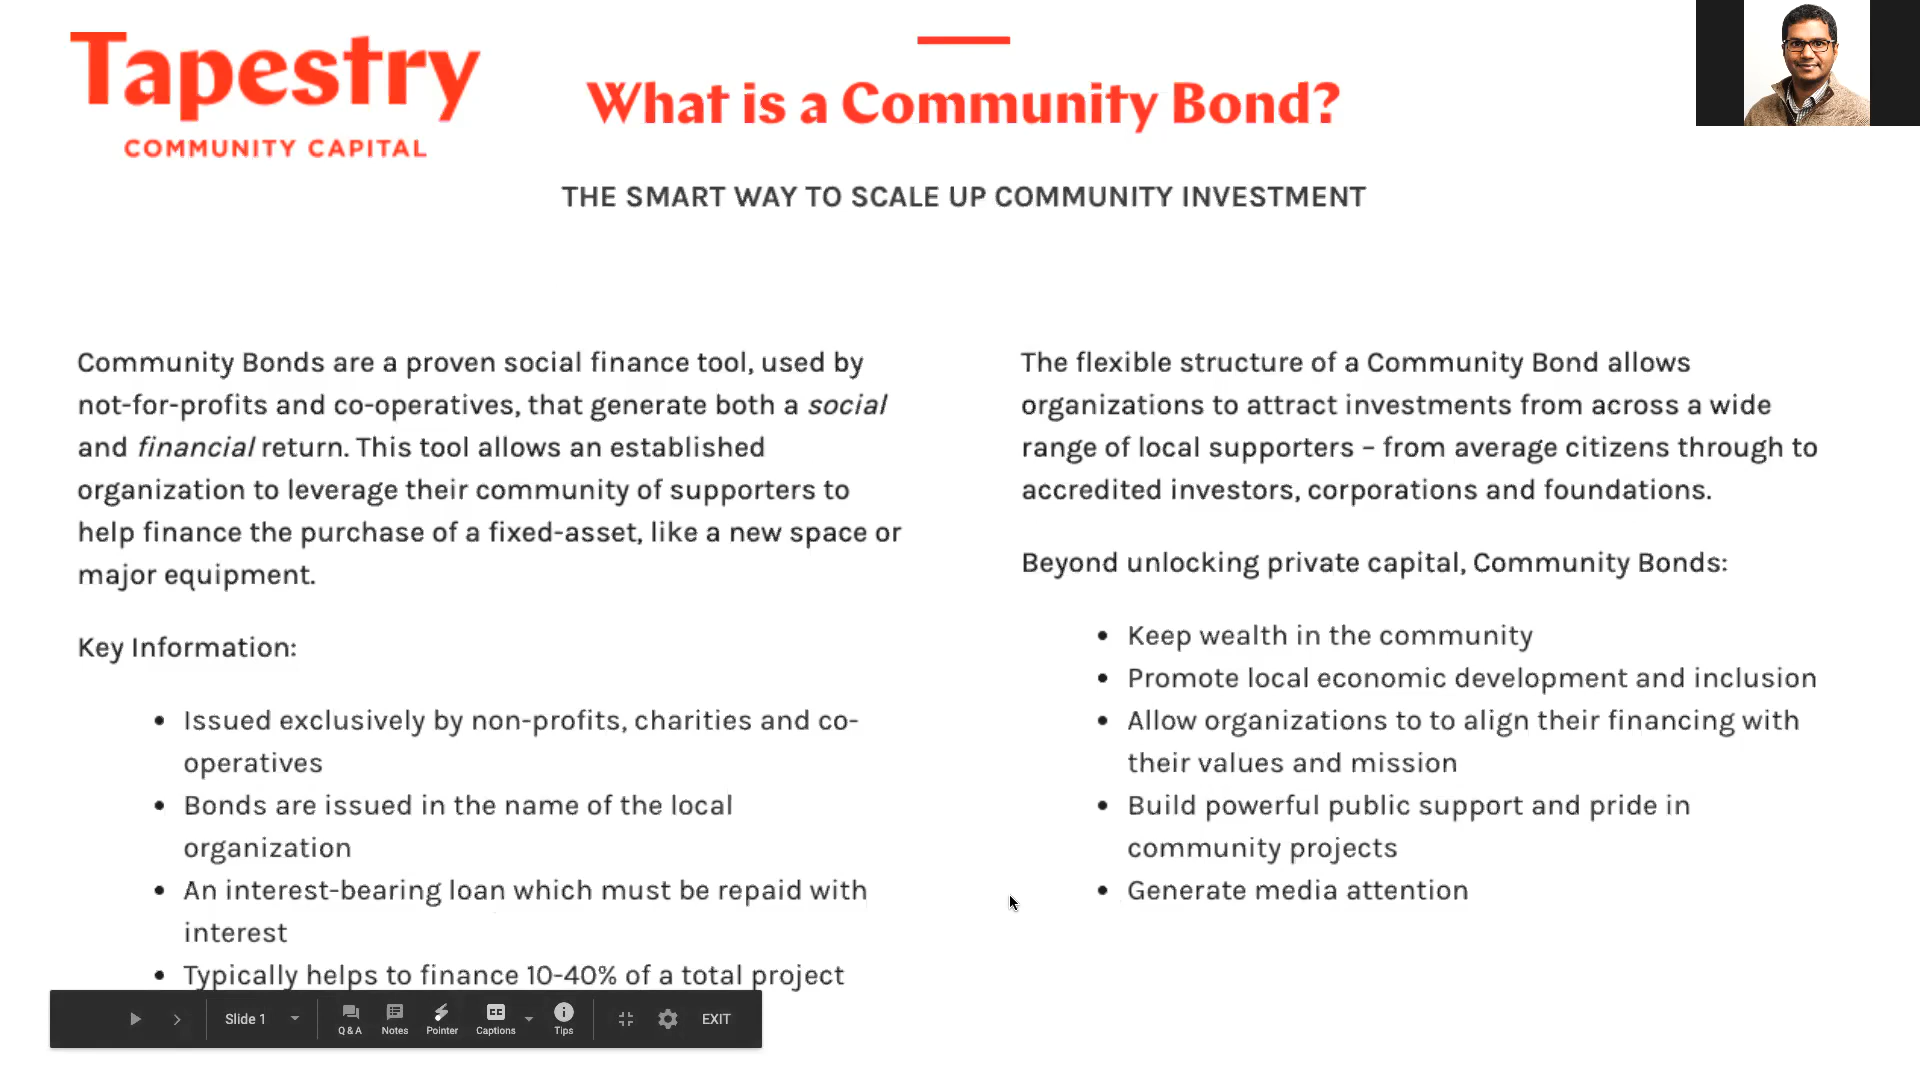 Tapestry
COMMUNITY CAPITAL
What is a Community Bond?
THE SMART WAY TO SCALE UP COMMUNITY INVESTMENT
Community Bonds are a proven social finance tool, used by
not-for-profits and co-operatives, that generate both a social
and financial return. This tool allows an established
organization to leverage their community of supporters to
help finance the purchase of a fixed-asset, like a new space or
major equipment.
Key Information:
• Issued exclusively by non-profits, charities and co-
operatives
• Bonds are issued in the name of the local
organization
• An interest-bearing loan which must be repaid with
interest
• Typically helps to finance 10-40% of a total project
The flexible structure of a Community Bond allows
organizations to attract investments from across a wide
range of local supporters – from average citizens through to
accredited investors, corporations and foundations.
Beyond unlocking private capital, Community Bonds:
• Keep wealth in the community
• Promote local economic development and inclusion
• Allow organizations to to align their financing with
their values and mission
• Build powerful public support and pride in
community projects
• Generate media attention
Slide 1
Q & A
Notes
Pointer
CC
Captions
Tips
EXIT